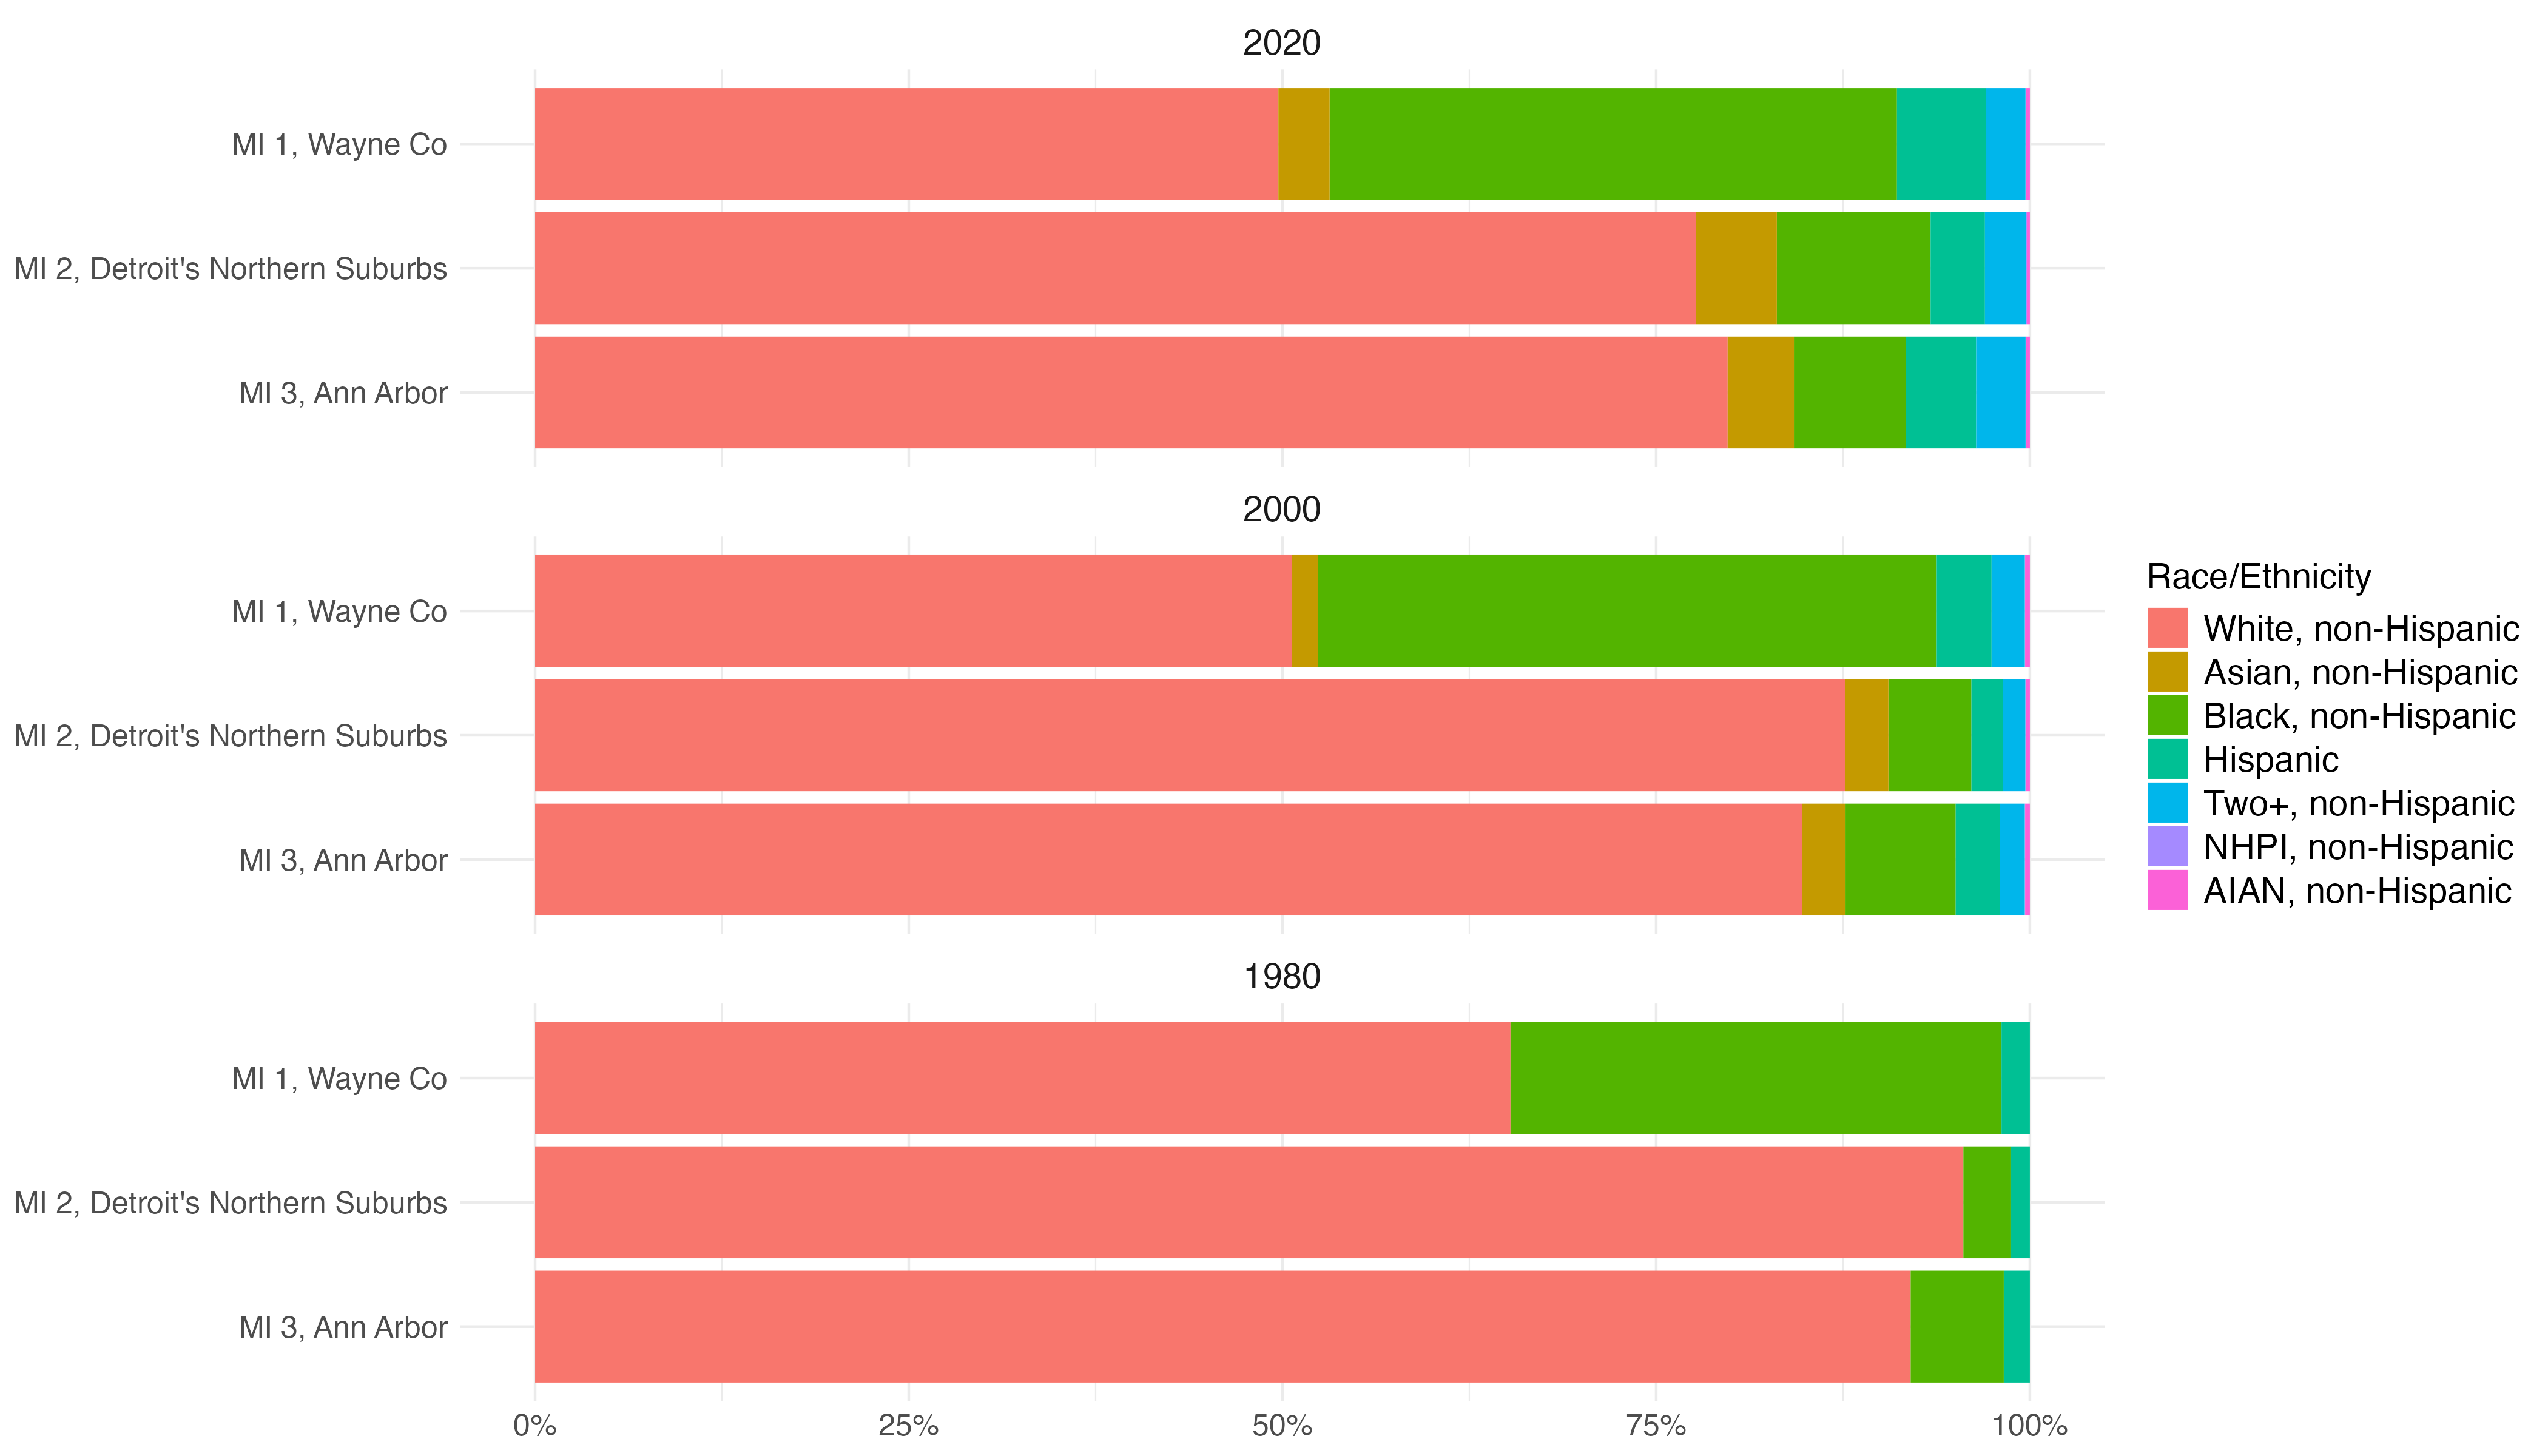 2020
MI 1, Wayne Co
MI 2, Detroit's Northern Suburbs
MI 3, Ann Arbor
2000
MI 1, Wayne Co
MI 2, Detroit's Northern Suburbs
MI 3, Ann Arbor
1980
MI 1, Wayne Co
MI 2, Detroit's Northern Suburbs
MI 3, Ann Arbor
0% 25% 50% 75% 100%
Race/Ethnicity
White, non-Hispanic
Asian, non-Hispanic
Black, non-Hispanic
Hispanic
Two+, non-Hispanic
NHPI, non-Hispanic
AIAN, non-Hispanic